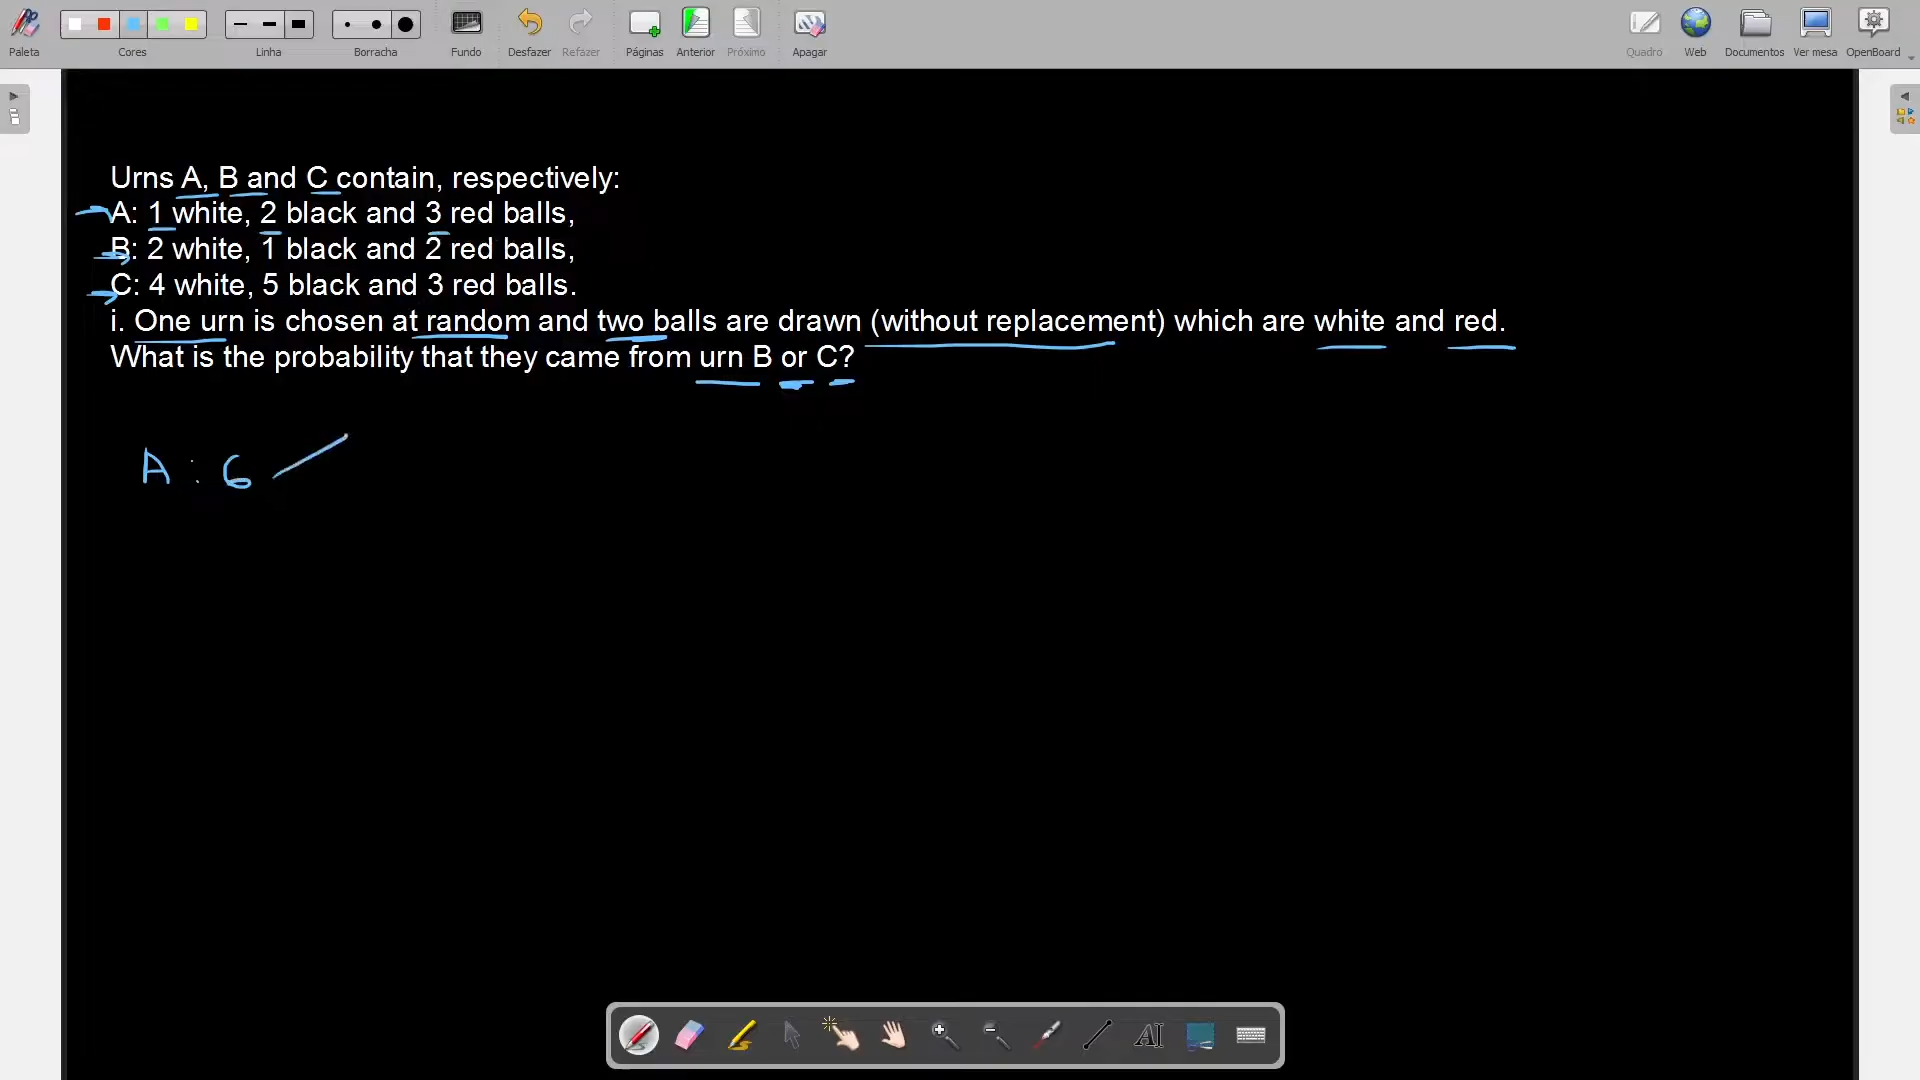 Paleta Cores Linha Borracha Fundo Desfazer Refazer Páginas Anterior Próximo Apagar Quadro Web Documentos Ver mesa OpenBoard
Urns A, B and C contain, respectively:
A: 1 white, 2 black and 3 red balls,
B: 2 white, 1 black and 2 red balls,
C: 4 white, 5 black and 3 red balls.
i. One urn is chosen at random and two balls are drawn (without replacement) which are white and red.
What is the probability that they came from urn B or C?
A : 6
AI